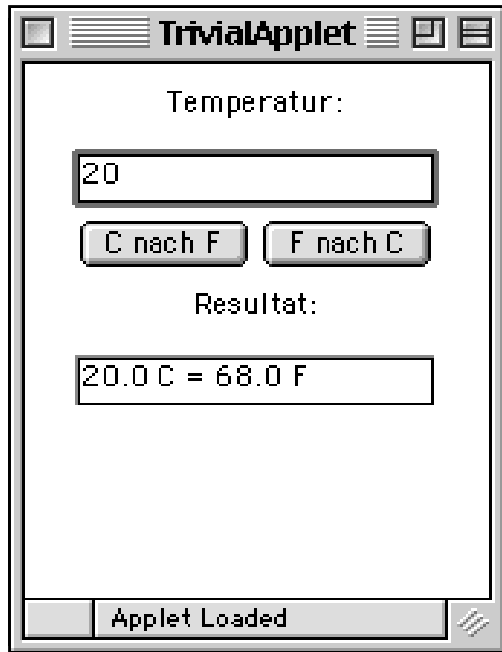 TrivialApplet
Temperatur:
20
C nach F F nach C
Resultat:
20.0 C = 68.0 F
Applet Loaded